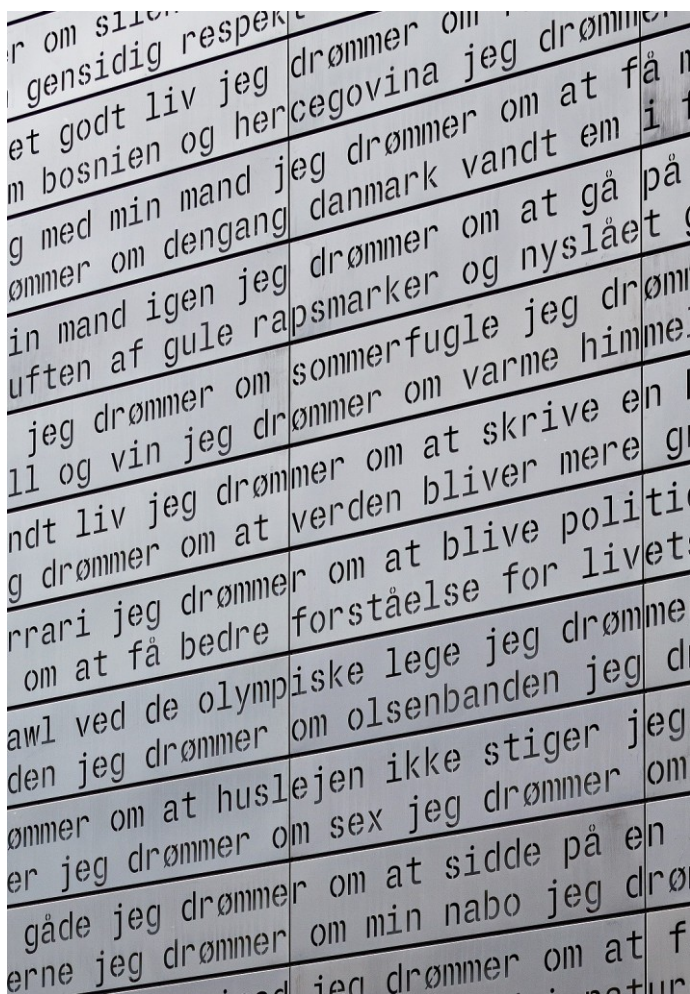 r om jeg drømmer om
gensidig respekt jeg drømmer
et godt liv jeg drømmer om at få
m bosnien og hercegovina jeg drømmer
g med min mand jeg drømmer om at få m
ømmer om dengang danmark vandt em i f
in mand igen jeg drømmer om at gå på
uften af gule rapsmarker og nyslået g
jeg drømmer om sommerfugle jeg drømm
ll og vin jeg drømmer om varme himme
ndt liv jeg drømmer om at skrive en
g drømmer om at verden bliver mere gr
rrari jeg drømmer om at blive politi
om at få bedre forståelse for livets
awl ved de olympiske lege jeg drømme
den jeg drømmer om olsenbanden jeg d
ømmer om at huslejen ikke stiger jeg
er jeg drømmer om sex jeg drømmer om
gåde jeg drømmer om at sidde på en
erne jeg drømmer om min nabo jeg drø
jeg drømmer om at f
natur